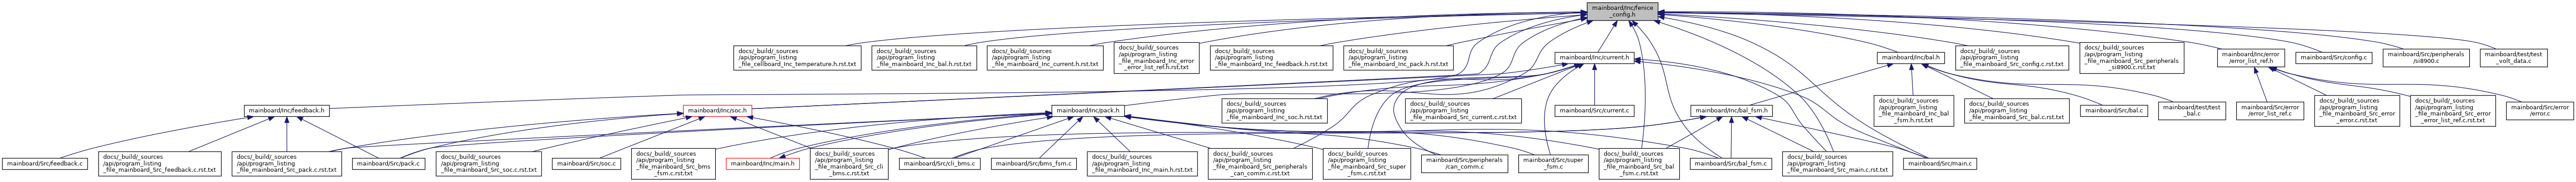 mainboard/Inc/fenice
_config.h
docs/_build/_sources
/api/program_listing
_file_cellboard_Inc_temperature.h.rst.txt
docs/_build/_sources
/api/program_listing
_file_mainboard_Inc_bal.h.rst.txt
docs/_build/_sources
/api/program_listing
_file_mainboard_Inc_current.h.rst.txt
docs/_build/_sources
/api/program_listing
_file_mainboard_Inc_error
_error_list_ref.h.rst.txt
docs/_build/_sources
/api/program_listing
_file_mainboard_Inc_feedback.h.rst.txt
docs/_build/_sources
/api/program_listing
_file_mainboard_Inc_pack.h.rst.txt
mainboard/Inc/current.h
mainboard/Inc/bal.h
docs/_build/_sources
/api/program_listing
_file_mainboard_Src_config.c.rst.txt
docs/_build/_sources
/api/program_listing
_file_mainboard_Src_peripherals
_si8900.c.rst.txt
mainboard/Inc/error
/error_list_ref.h
mainboard/Src/config.c
mainboard/Src/peripherals
/si8900.c
mainboard/test/test
_volt_data.c
mainboard/Inc/feedback.h
mainboard/Inc/soc.h
mainboard/Inc/pack.h
docs/_build/_sources
/api/program_listing
_file_mainboard_Inc_soc.h.rst.txt
docs/_build/_sources
/api/program_listing
_file_mainboard_Src_current.c.rst.txt
mainboard/Src/current.c
mainboard/Inc/bal_fsm.h
docs/_build/_sources
/api/program_listing
_file_mainboard_Inc_bal
_fsm.h.rst.txt
docs/_build/_sources
/api/program_listing
_file_mainboard_Src_bal.c.rst.txt
mainboard/Src/bal.c
mainboard/test/test
_bal.c
mainboard/Src/error
/error_list_ref.c
docs/_build/_sources
/api/program_listing
_file_mainboard_Src_error
_error.c.rst.txt
docs/_build/_sources
/api/program_listing
_file_mainboard_Src_error
_error_list_ref.c.rst.txt
mainboard/Src/error
/error.c
mainboard/Src/feedback.c
docs/_build/_sources
/api/program_listing
_file_mainboard_Src_feedback.c.rst.txt
docs/_build/_sources
/api/program_listing
_file_mainboard_Src_pack.c.rst.txt
mainboard/Src/pack.c
docs/_build/_sources
/api/program_listing
_file_mainboard_Src_soc.c.rst.txt
mainboard/Src/soc.c
docs/_build/_sources
/api/program_listing
_file_mainboard_Src_bms
_fsm.c.rst.txt
mainboard/Inc/main.h
docs/_build/_sources
/api/program_listing
_file_mainboard_Src_cli
_bms.c.rst.txt
mainboard/Src/cli_bms.c
mainboard/Src/bms_fsm.c
docs/_build/_sources
/api/program_listing
_file_mainboard_Inc_main.h.rst.txt
docs/_build/_sources
/api/program_listing
_file_mainboard_Src_peripherals
_can_comm.c.rst.txt
docs/_build/_sources
/api/program_listing
_file_mainboard_Src_super
_fsm.c.rst.txt
mainboard/Src/peripherals
/can_comm.c
mainboard/Src/super
_fsm.c
docs/_build/_sources
/api/program_listing
_file_mainboard_Src_bal
_fsm.c.rst.txt
mainboard/Src/bal_fsm.c
docs/_build/_sources
/api/program_listing
_file_mainboard_Src_main.c.rst.txt
mainboard/Src/main.c